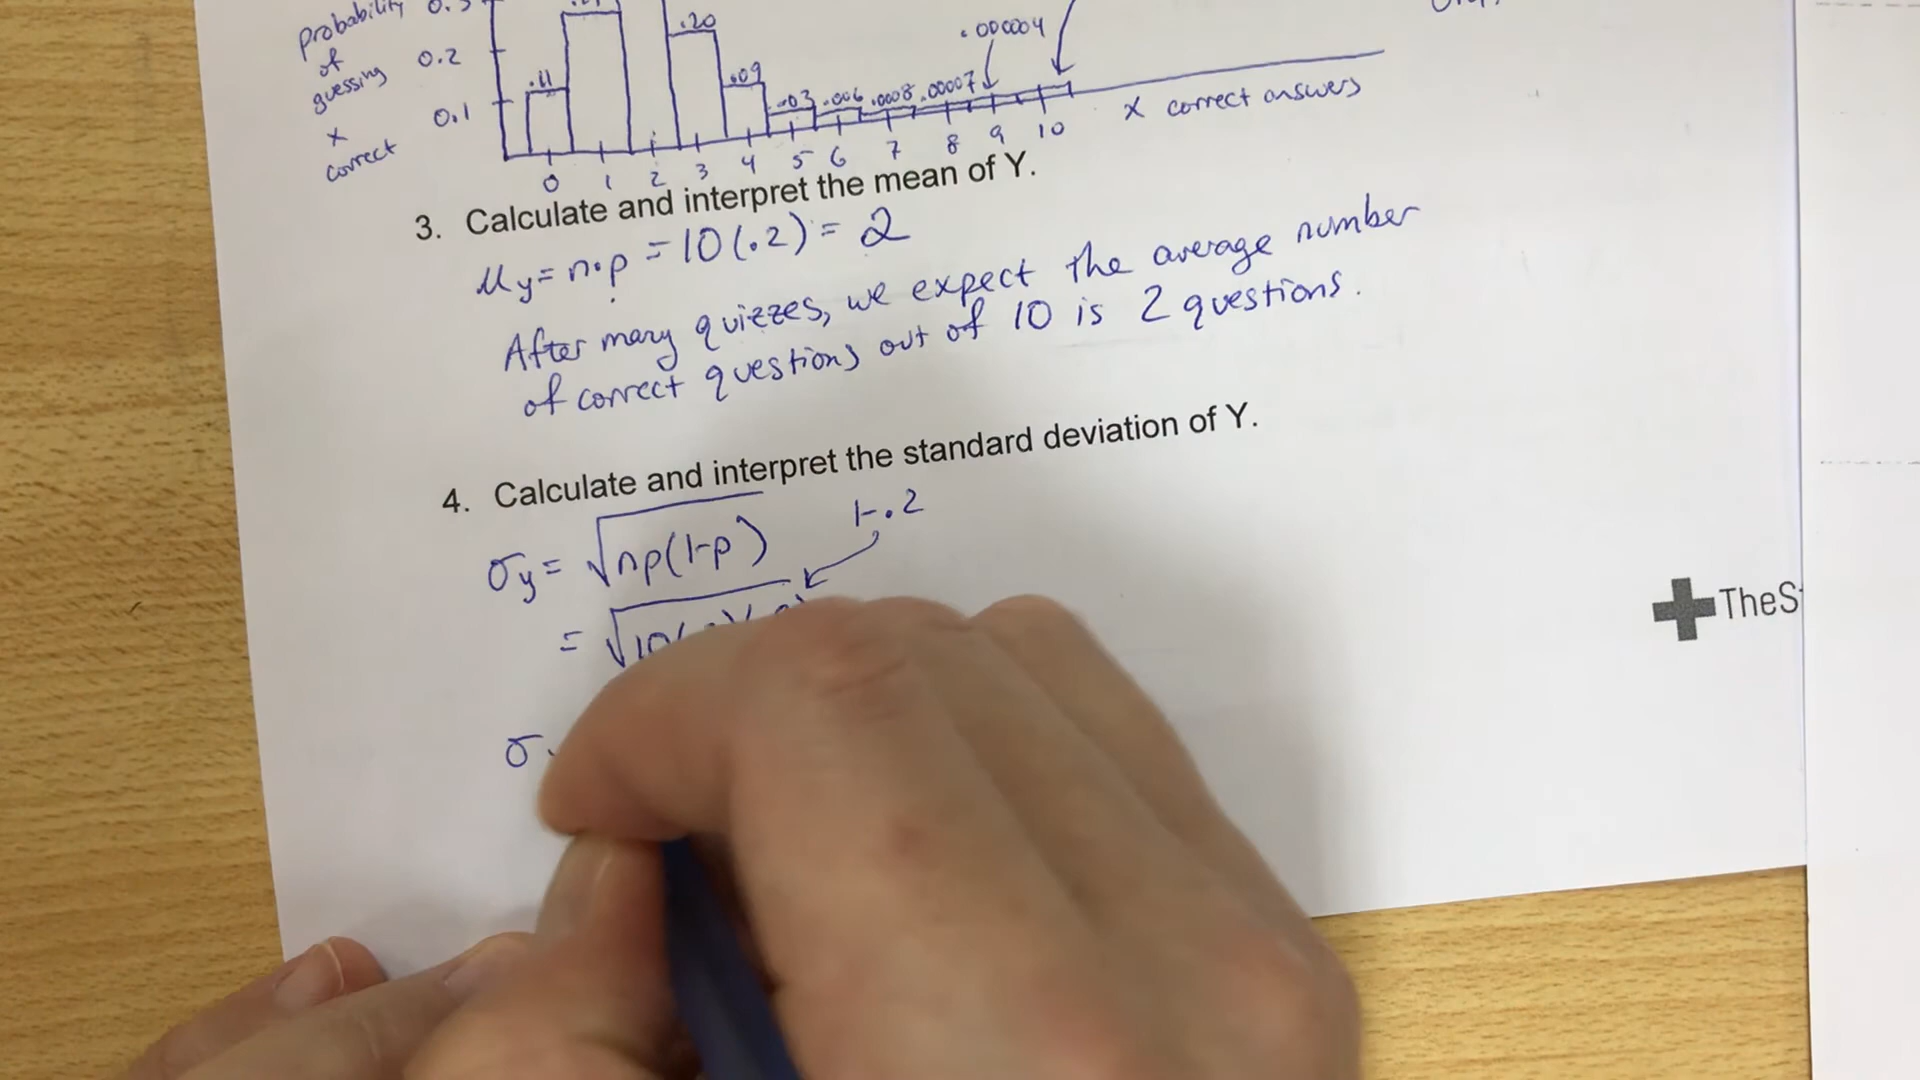 probability
of
guessing
x
correct
0.2
0.1
.11
.20
.09
.03
.006
.0008
.00007
.000004
0 1 2 3 4 5 6 7 8 9 10
x correct answers
3. Calculate and interpret the mean of Y.
μy = n·p = 10(.2) = 2
After many quizzes, we expect the average number
of correct questions out of 10 is 2 questions.
4. Calculate and interpret the standard deviation of Y.
σy = √np(1-p)
1-.2
= √10(
σ
TheS